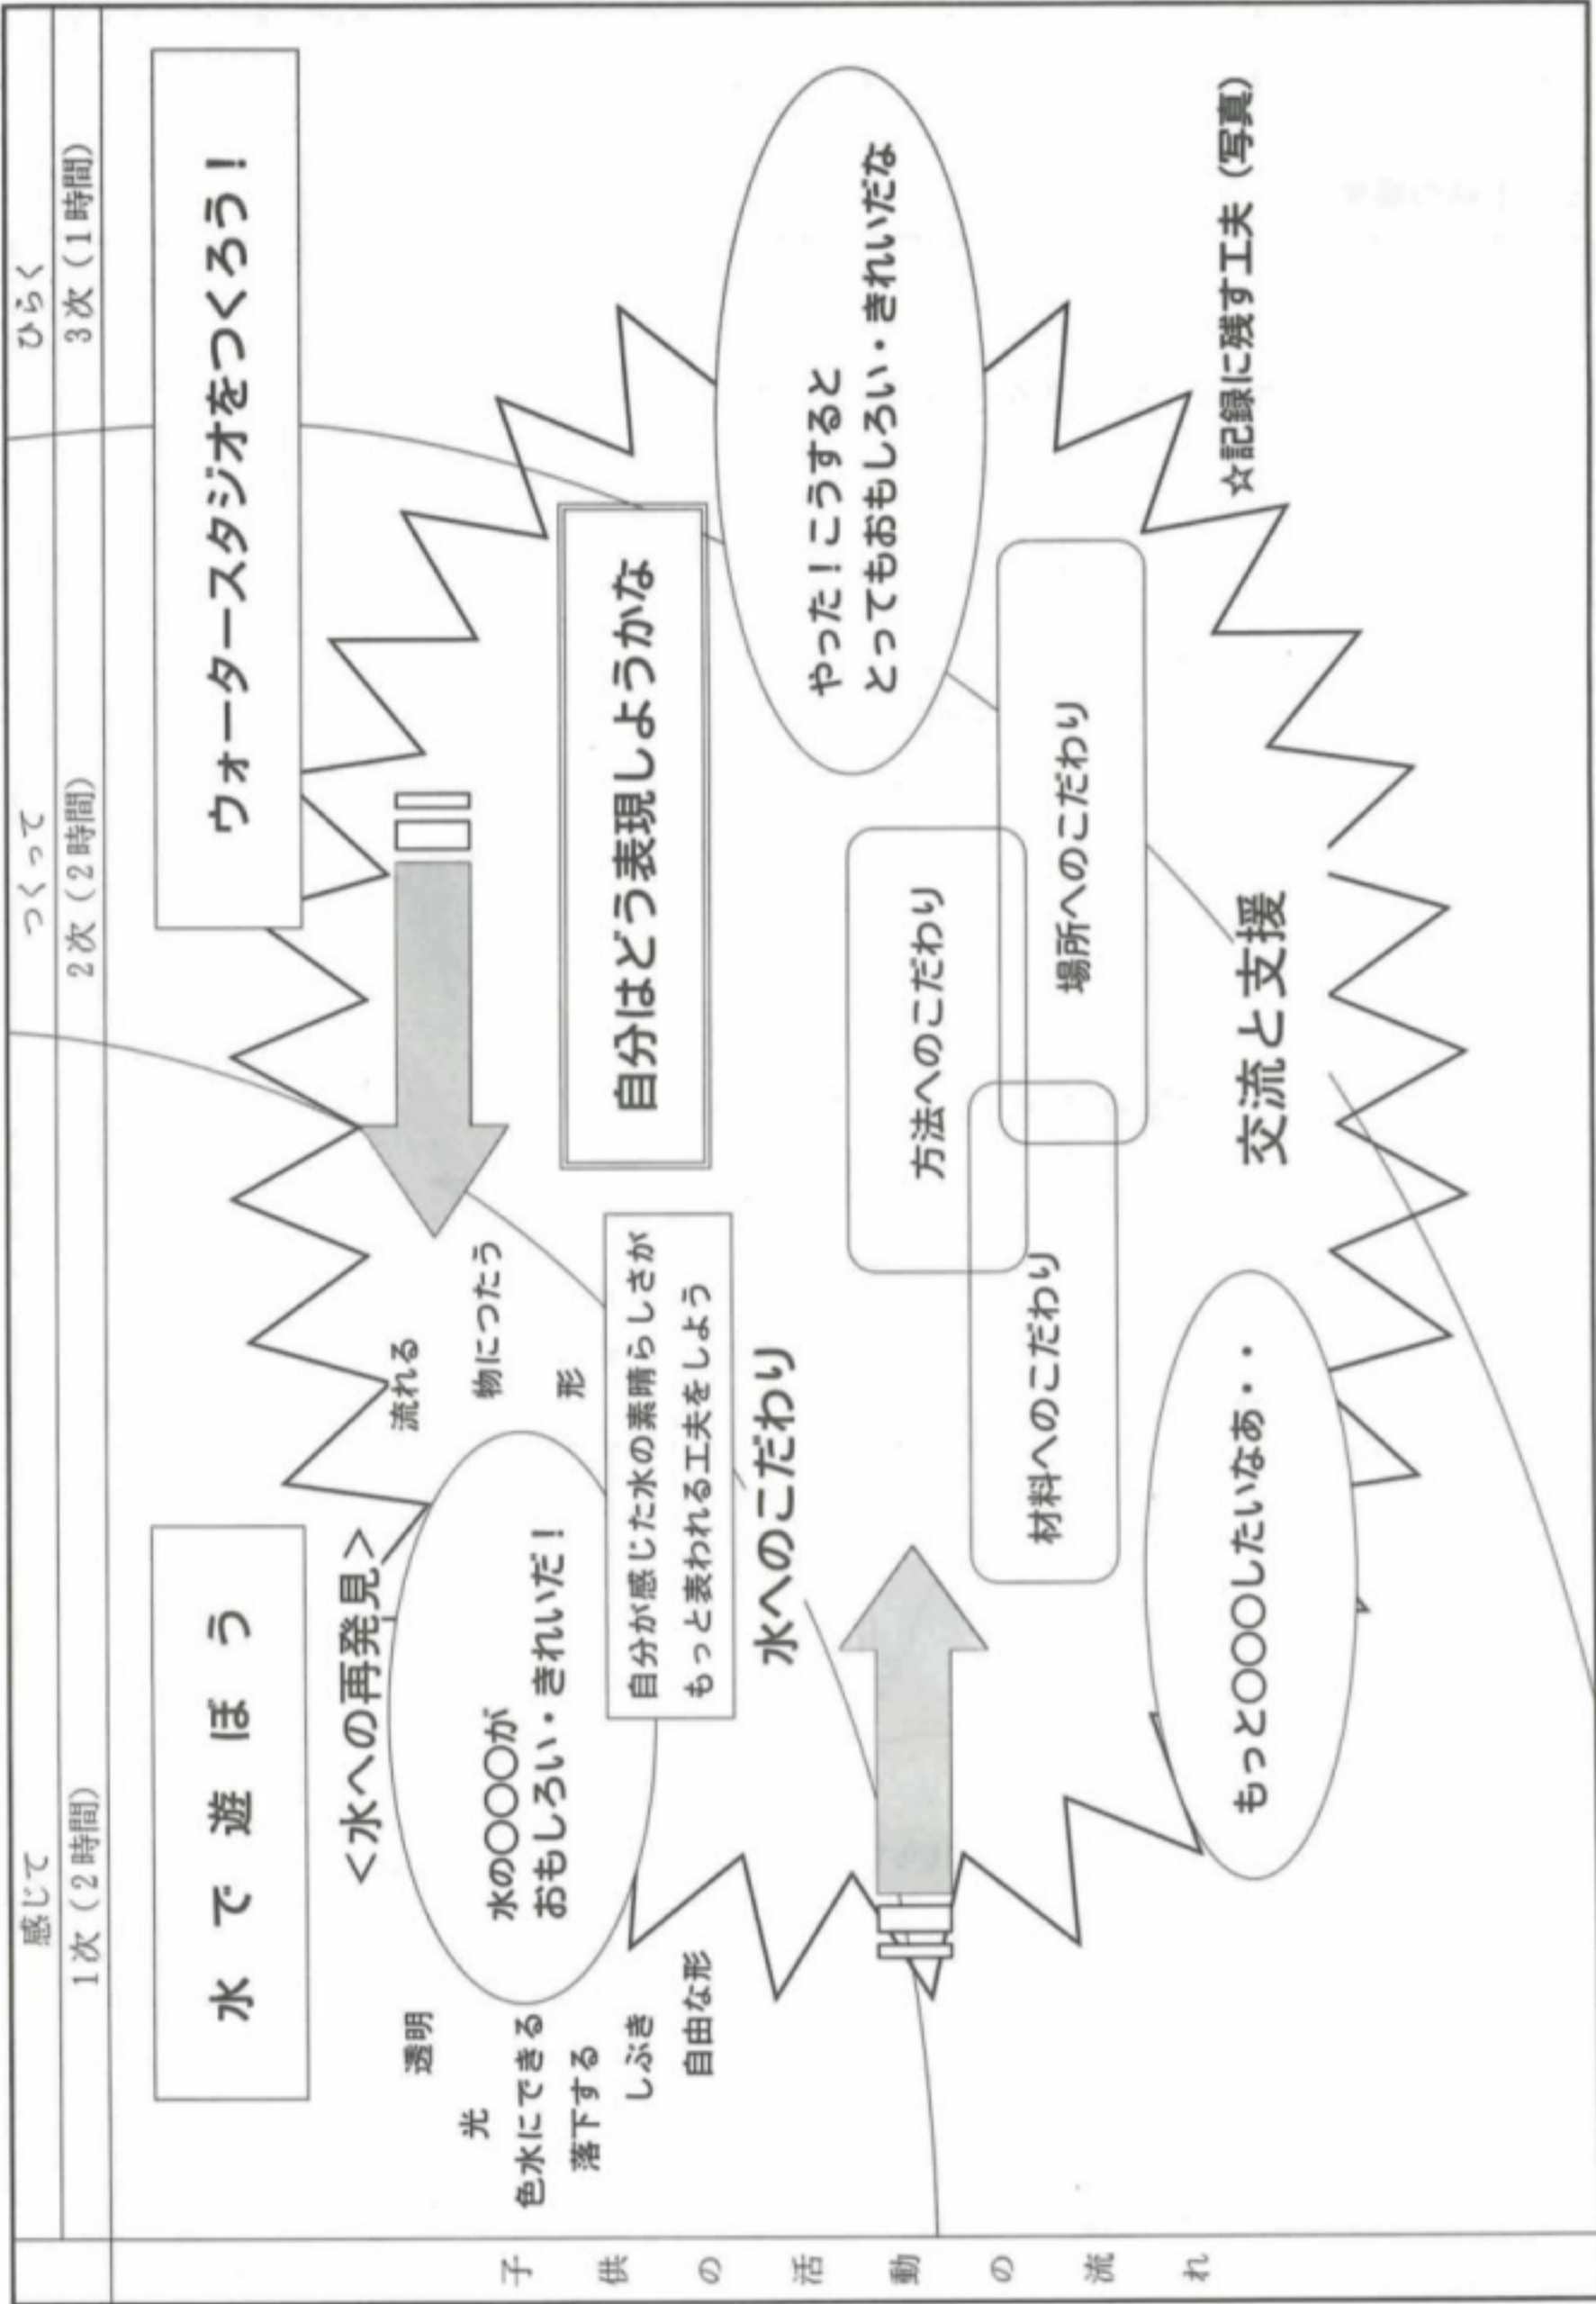 感じて
つくって
ひらく
1次(2時間)
2次(2時間)
3次(1時間)
子供の活動の流れ
水で遊ぼう
ウォータースタジオをつくろう！
＜水への再発見＞
透明
光
色水にできる
落下する
しぶき
自由な形
水の〇〇〇が
おもしろい・きれいだ！
流れる
物につたう
形
自分が感じた水の素晴らしさが
もっと表われる工夫をしよう
水へのこだわり
自分はどう表現しようかな
やった！こうすると
とってもおもしろい・きれいだな
方法へのこだわり
場所へのこだわり
材料へのこだわり
もっと〇〇〇したいなあ・・
交流と支援
☆記録に残す工夫（写真）